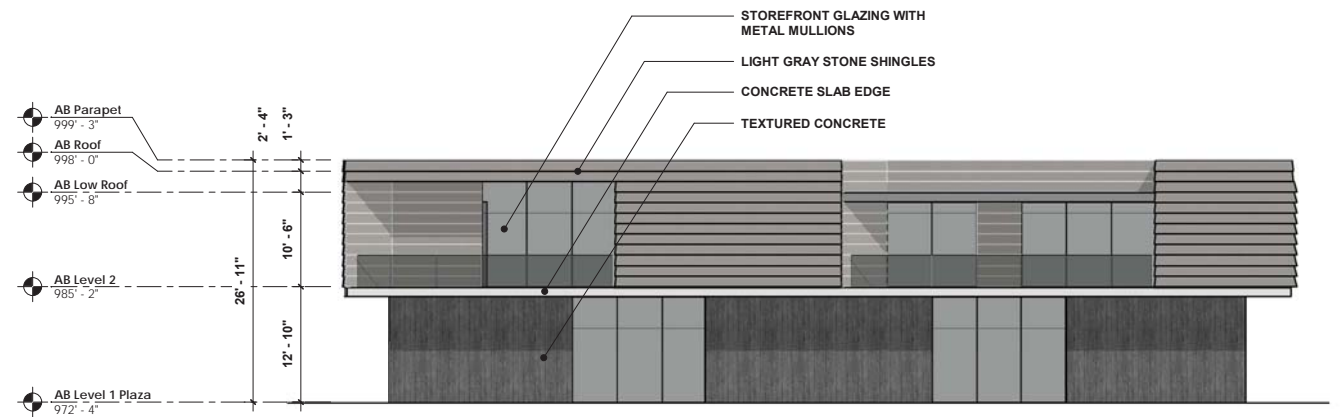 STOREFRONT GLAZING WITH
METAL MULLIONS
LIGHT GRAY STONE SHINGLES
CONCRETE SLAB EDGE
TEXTURED CONCRETE
AB Parapet
999' - 3"
AB Roof
998' - 0"
AB Low Roof
995' - 8"
AB Level 2
985' - 2"
AB Level 1 Plaza
972' - 4"
2' - 4"
1' - 3"
10' - 6"
26' - 11"
12' - 10"